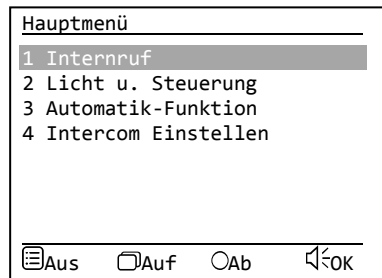 Hauptmenü
1 Internruf
2 Licht u. Steuerung
3 Automatik-Funktion
4 Intercom Einstellen
Aus Auf Ab OK